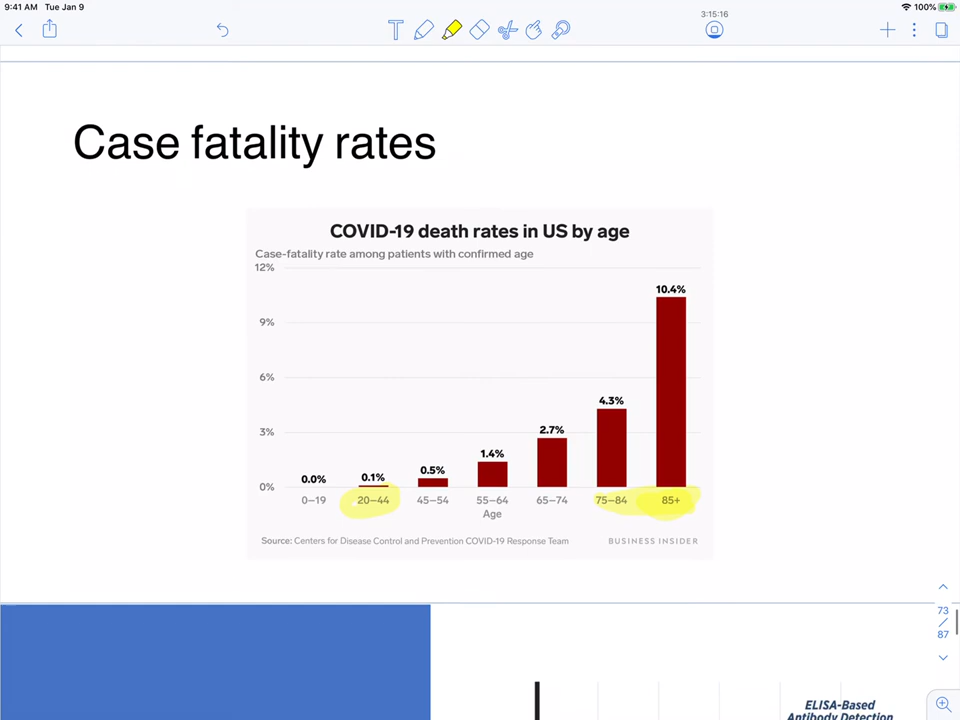 9:41 AM Tue Jan 9
100%
3:15:16
T
Case fatality rates
COVID-19 death rates in US by age
Case-fatality rate among patients with confirmed age
12%
9%
6%
3%
0%
0.0%
0.1%
0.5%
1.4%
2.7%
4.3%
10.4%
0–19
20–44
45–54
55–64
65–74
75–84
85+
Age
Source: Centers for Disease Control and Prevention COVID-19 Response Team
BUSINESS INSIDER
73
/
87
ELISA-Based
Antibody Detection